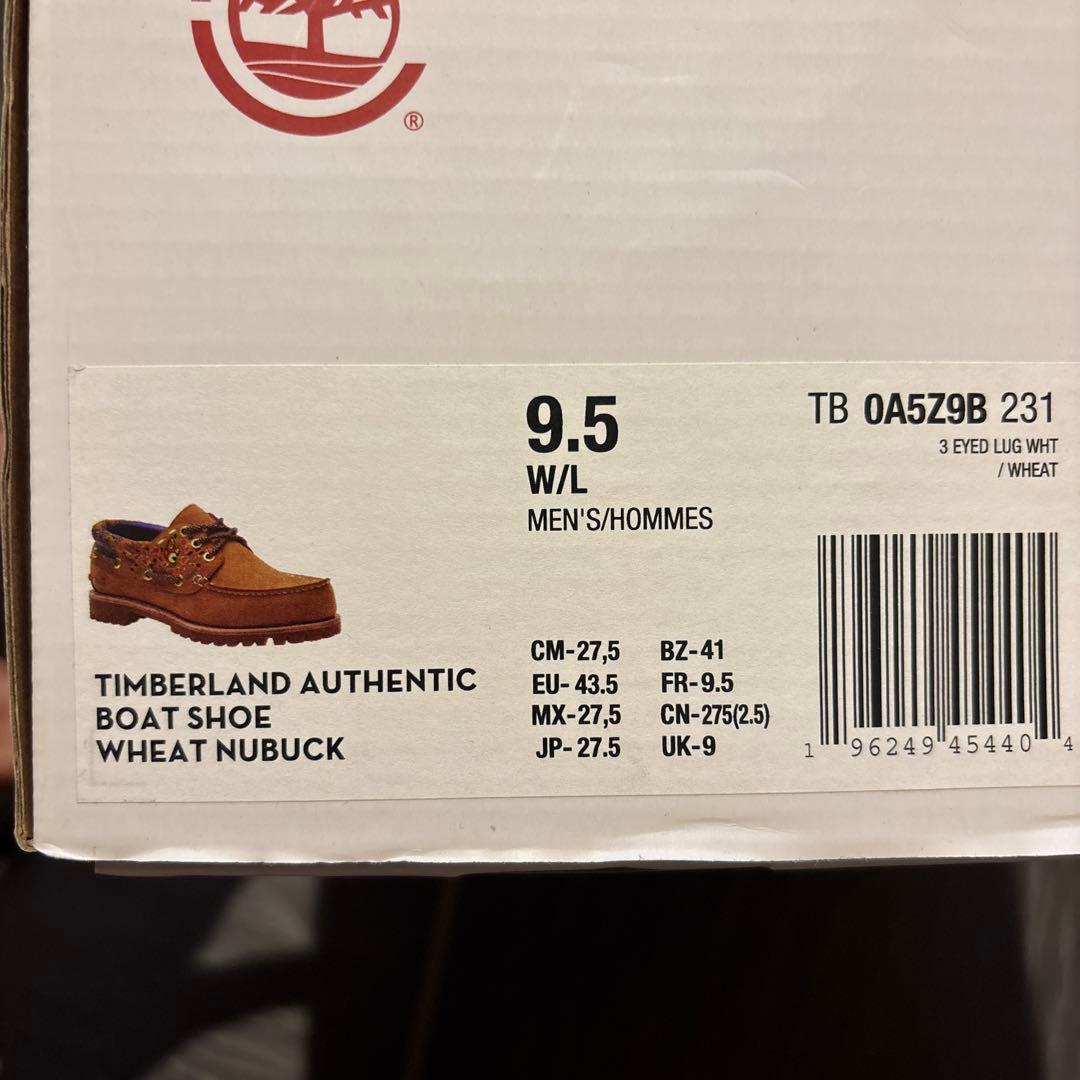 ®
9.5
W/L
MEN'S/HOMMES
TB 0A5Z9B 231
3 EYED LUG WHT
/ WHEAT
TIMBERLAND AUTHENTIC
BOAT SHOE
WHEAT NUBUCK
CM-27,5 BZ-41
EU-43.5 FR-9.5
MX-27,5 CN-275(2.5)
JP-27.5 UK-9
1 96249 45440 4